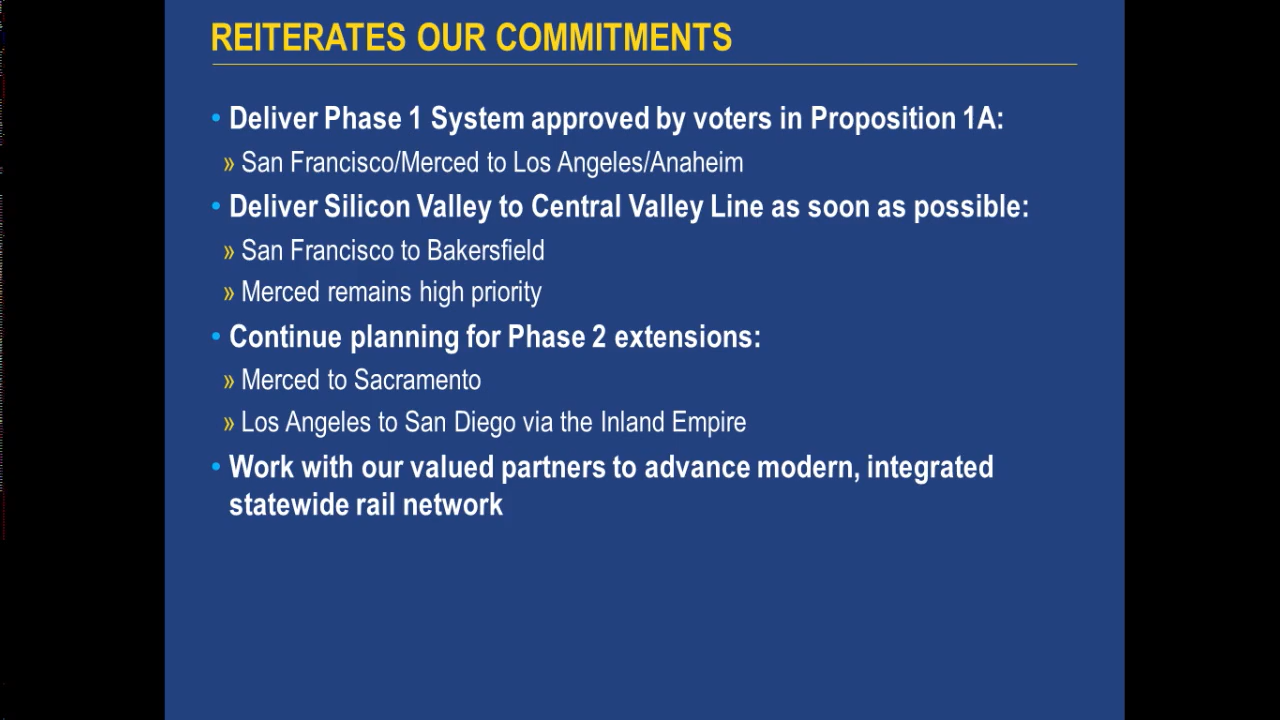 REITERATES OUR COMMITMENTS
• Deliver Phase 1 System approved by voters in Proposition 1A:
» San Francisco/Merced to Los Angeles/Anaheim
• Deliver Silicon Valley to Central Valley Line as soon as possible:
» San Francisco to Bakersfield
» Merced remains high priority
• Continue planning for Phase 2 extensions:
» Merced to Sacramento
» Los Angeles to San Diego via the Inland Empire
• Work with our valued partners to advance modern, integrated
statewide rail network